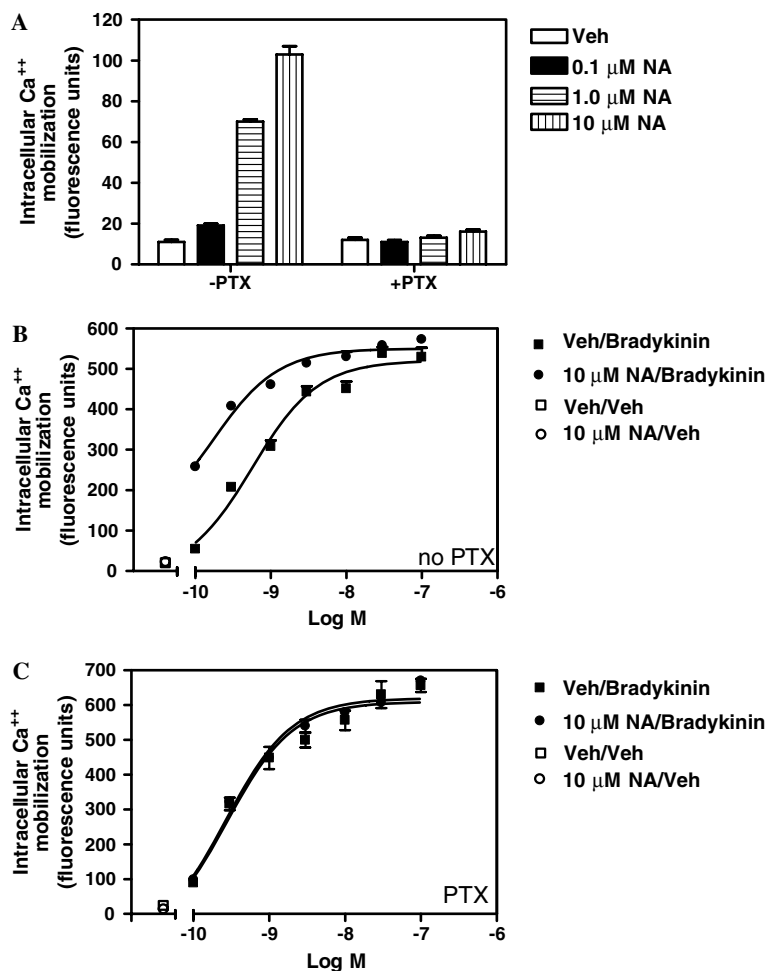 A
Intracellular Ca++
mobilization
(fluorescence units)
120
100
80
60
40
20
0
-PTX
+PTX
Veh
0.1 μM NA
1.0 μM NA
10 μM NA
B
Intracellular Ca++
mobilization
(fluorescence units)
600
500
400
300
200
100
0
-10
-9
-8
-7
-6
Log M
no PTX
Veh/Bradykinin
10 μM NA/Bradykinin
Veh/Veh
10 μM NA/Veh
C
Intracellular Ca++
mobilization
(fluorescence units)
700
600
500
400
300
200
100
0
-10
-9
-8
-7
-6
Log M
PTX
Veh/Bradykinin
10 μM NA/Bradykinin
Veh/Veh
10 μM NA/Veh